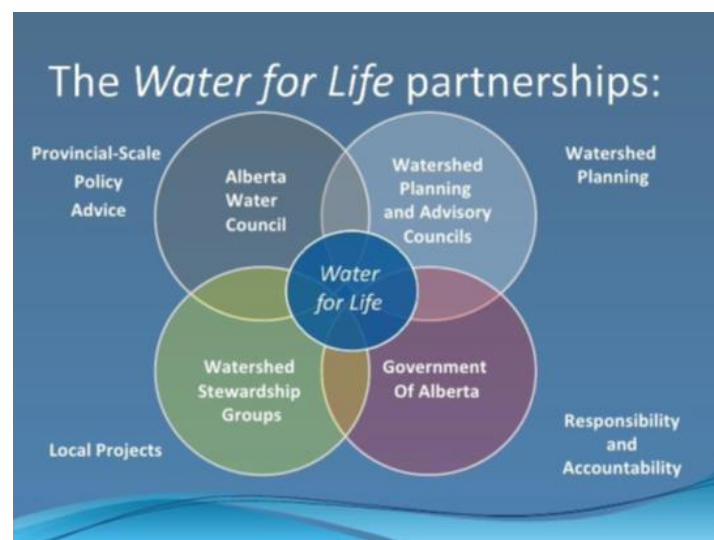 The Water for Life partnerships:
Provincial-Scale
Policy
Advice
Alberta
Water
Council
Watershed
Planning
and Advisory
Councils
Watershed
Planning
Water
for Life
Watershed
Stewardship
Groups
Government
Of Alberta
Local Projects
Responsibility
and
Accountability